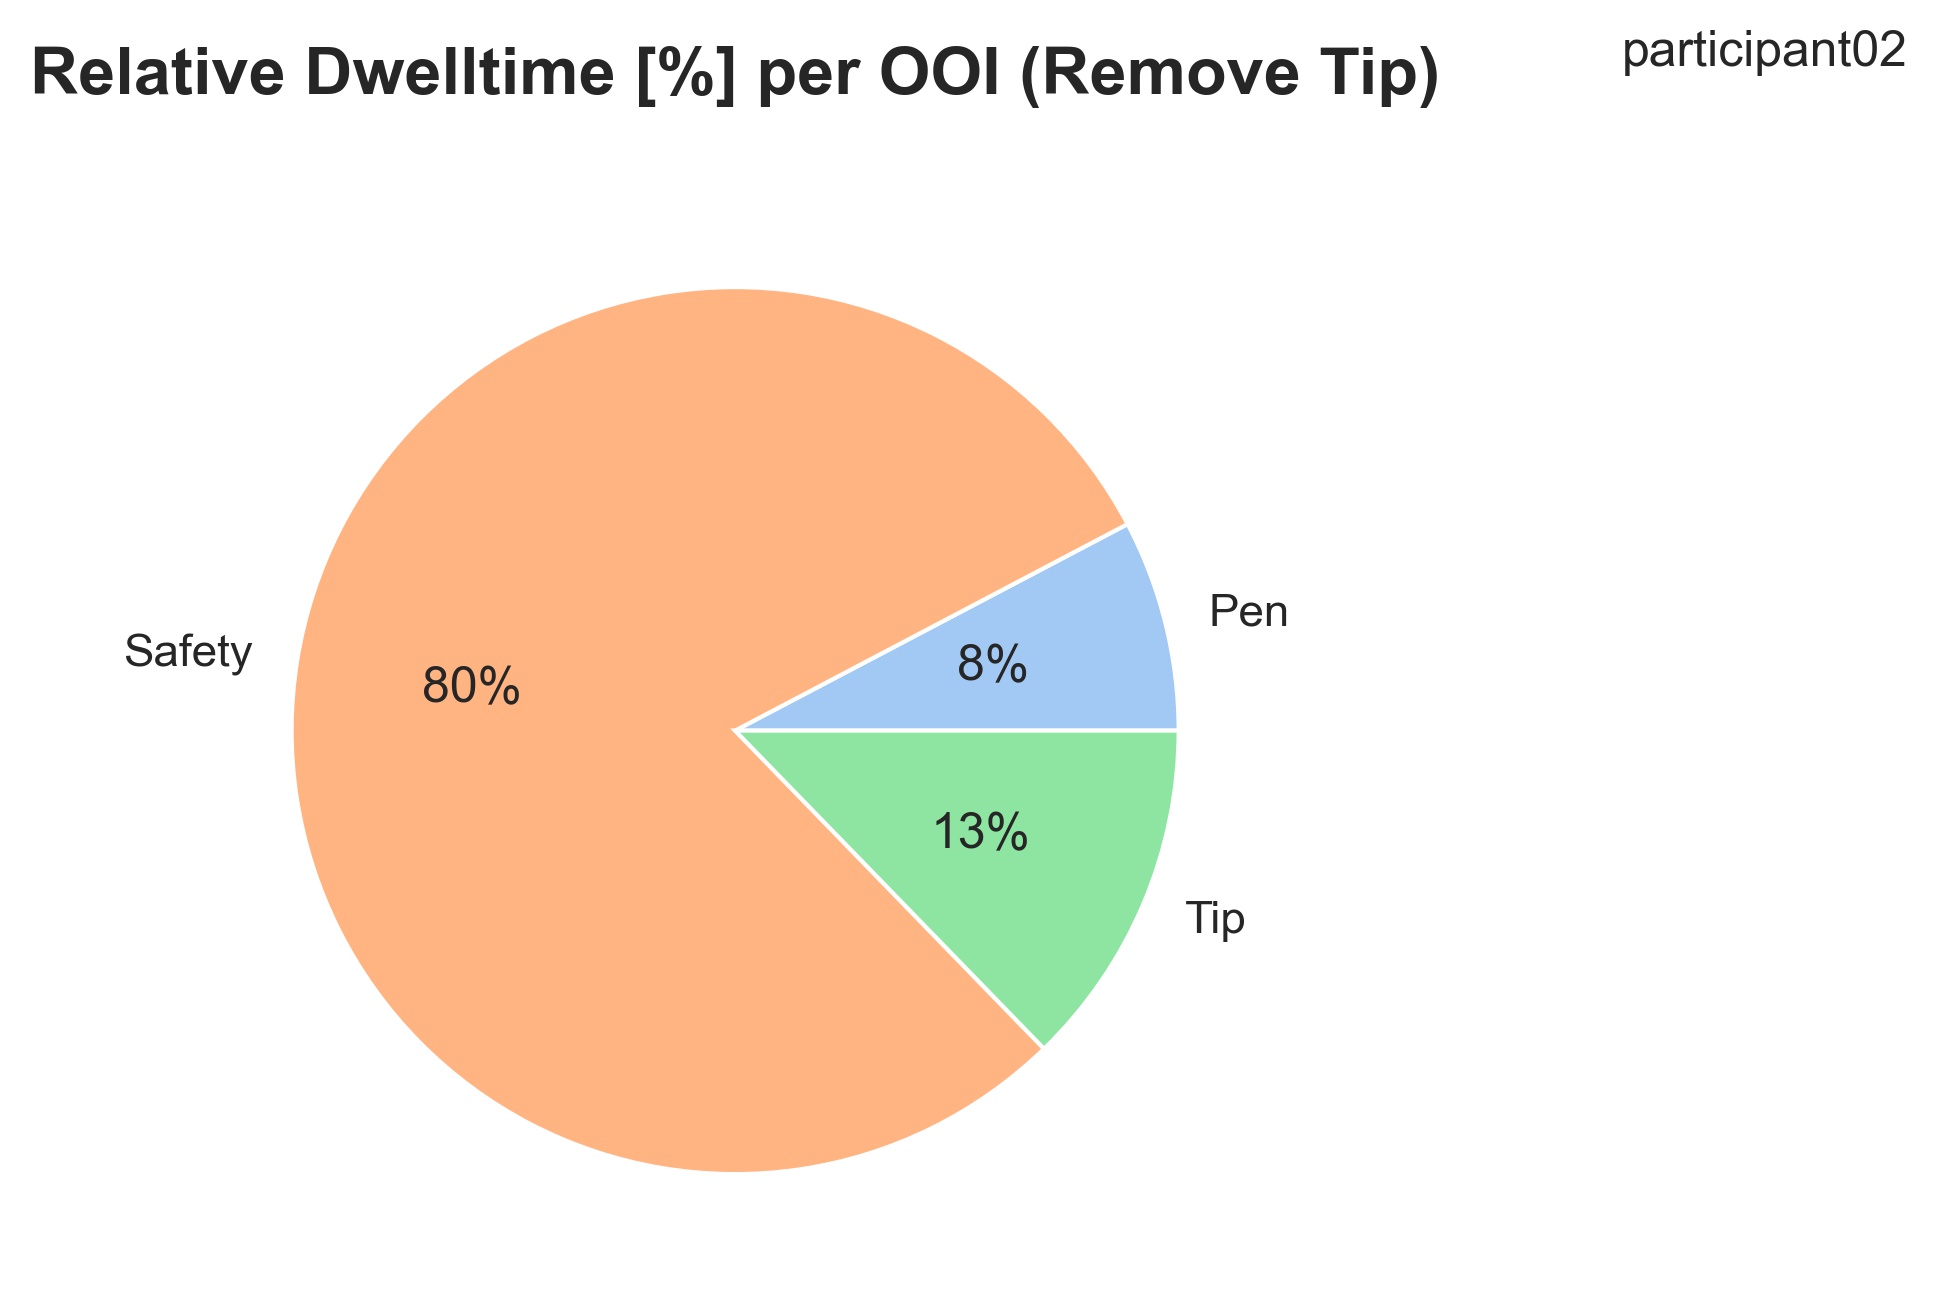 Relative Dwelltime [%] per OOI (Remove Tip)
participant02
Pen
8%
Safety
80%
13%
Tip